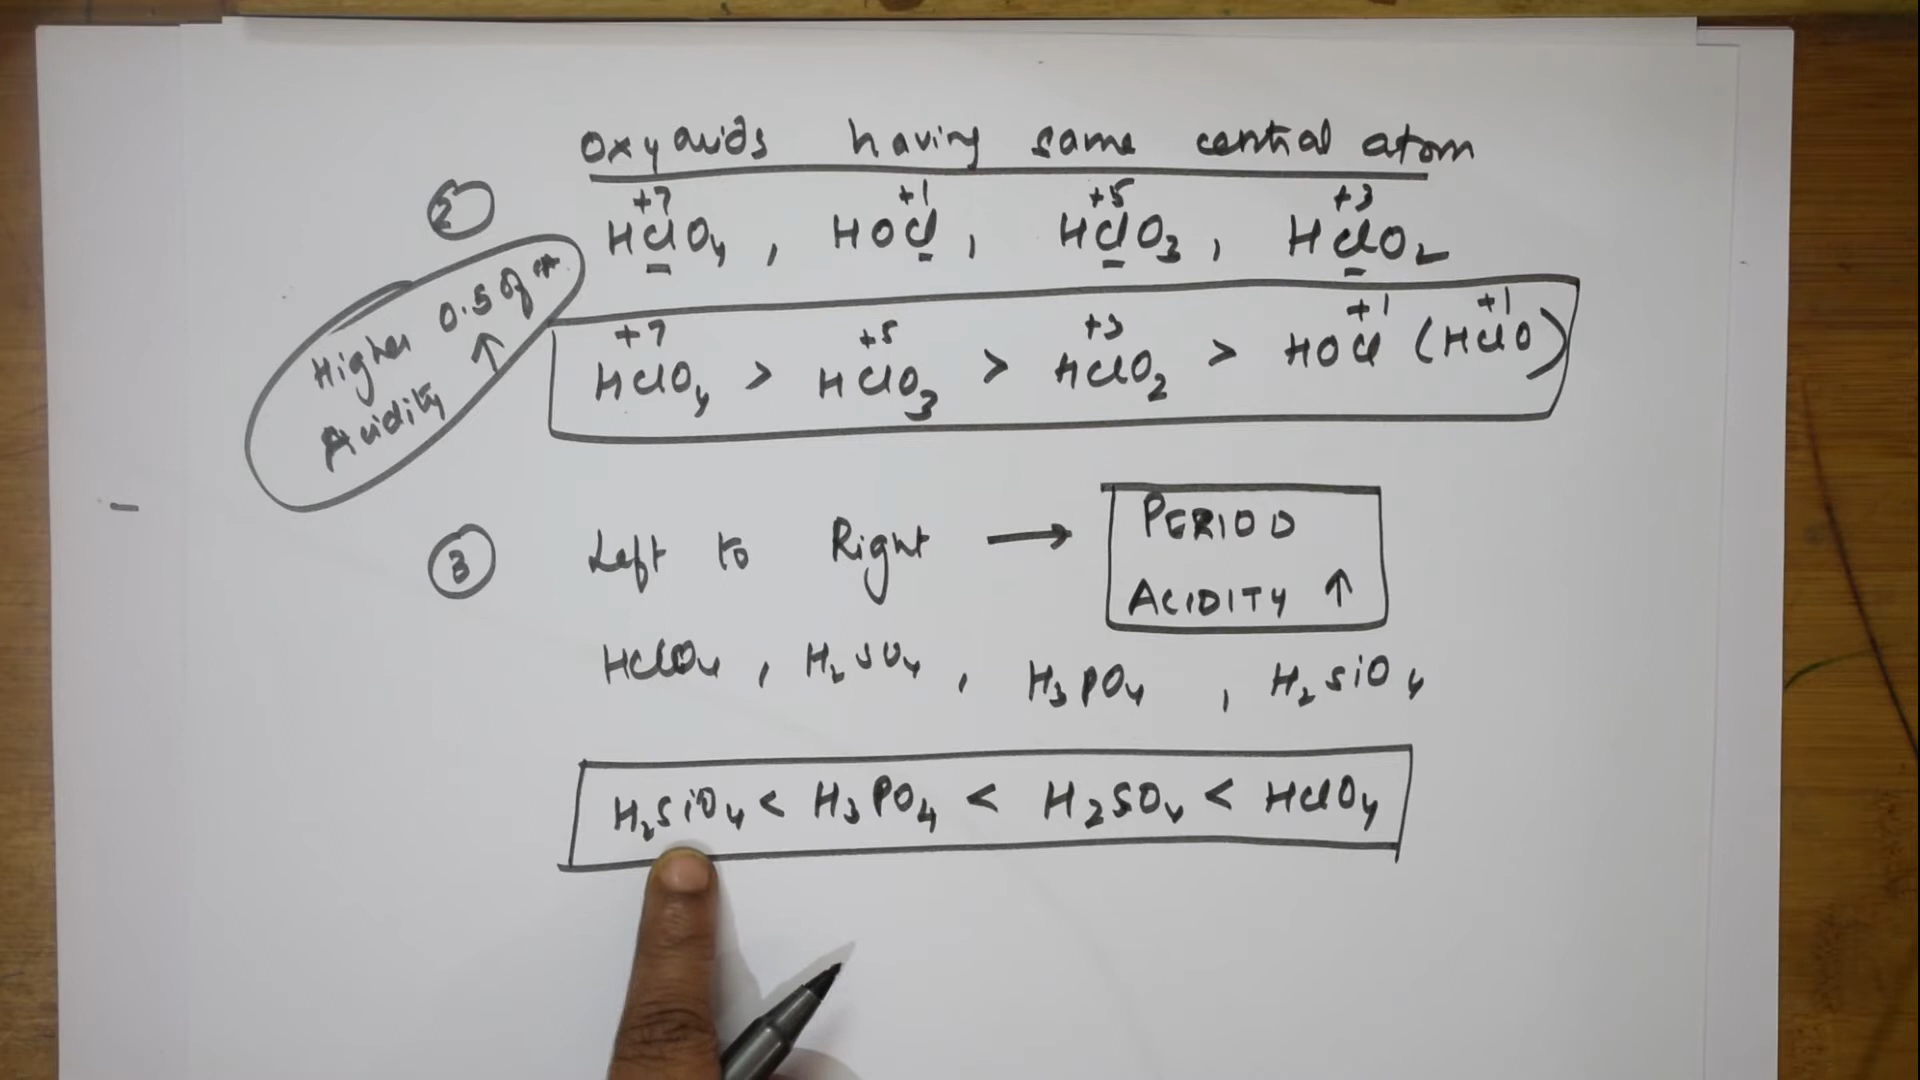 Oxyacids having same central atom
②
+7 +1 +5 +3
HClO4 , HOCl , HClO3 , HClO2
Higher O.S of
Acidity ↑
+7 +5 +3 +1 +1
HClO4 > HClO3 > HClO2 > HOCl (HClO)
③ Left to Right → PERIOD
ACIDITY ↑
HClO4 , H2SO4 , H3PO4 , H2SiO4
H2SiO4 < H3PO4 < H2SO4 < HClO4